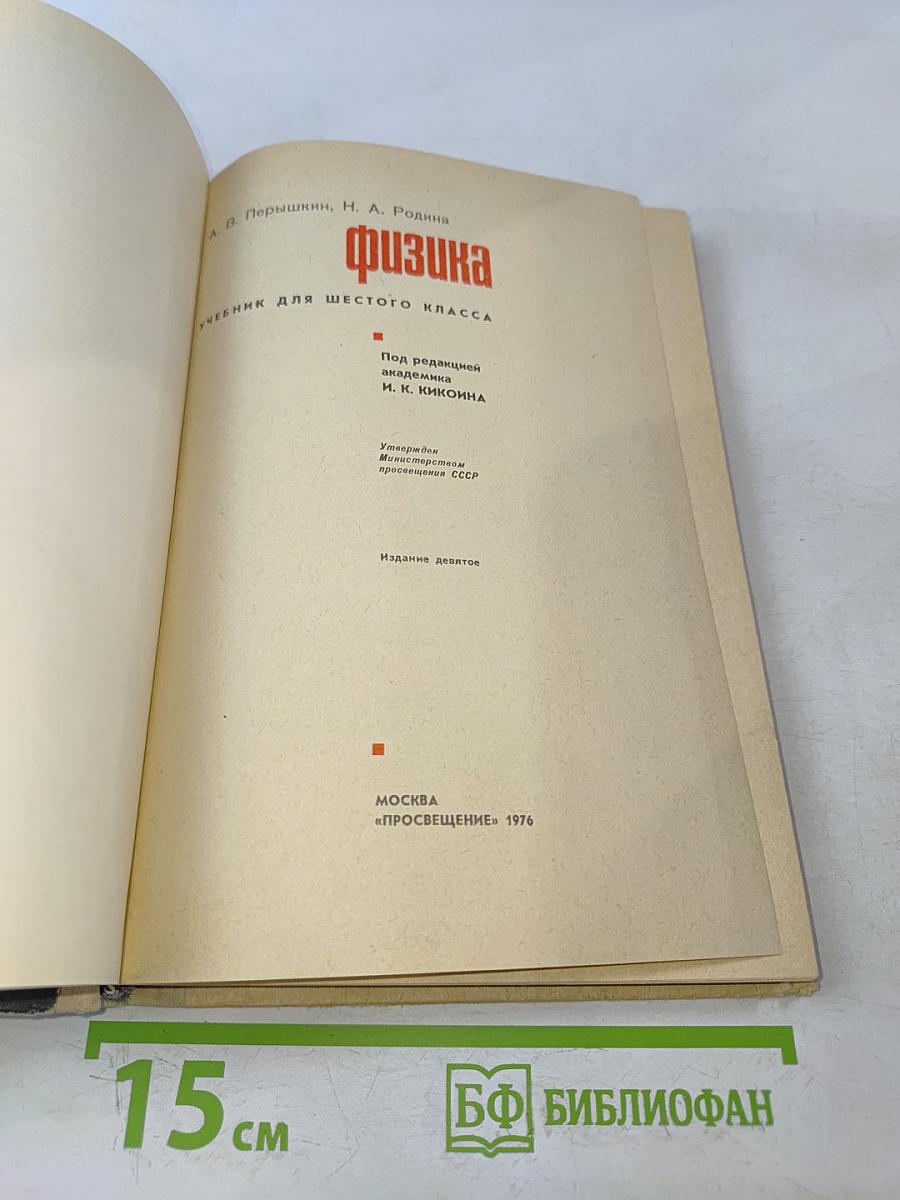 А. В. Перышкин, Н. А. Родина
физика
УЧЕБНИК ДЛЯ ШЕСТОГО КЛАССА
Под редакцией
академика
И. К. КИКОИНА
Утвержден
Министерством
просвещения СССР
Издание девятое
МОСКВА
«ПРОСВЕЩЕНИЕ» 1976
15 см
БФ БИБЛИОФАН